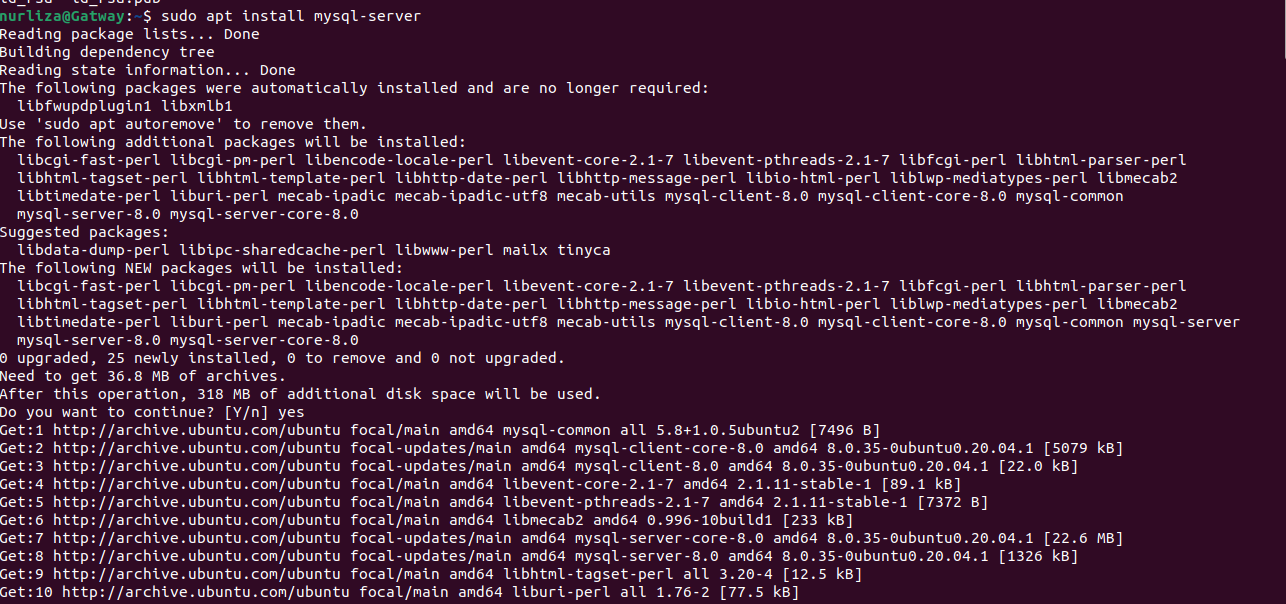 nurliza@Gatway:~$ sudo apt install mysql-server
Reading package lists... Done
Building dependency tree
Reading state information... Done
The following packages were automatically installed and are no longer required:
  libfwupdplugin1 libxmlb1
Use 'sudo apt autoremove' to remove them.
The following additional packages will be installed:
  libcgi-fast-perl libcgi-pm-perl libencode-locale-perl libevent-core-2.1-7 libevent-pthreads-2.1-7 libfcgi-perl libhtml-parser-perl
  libhtml-tagset-perl libhtml-template-perl libhttp-date-perl libhttp-message-perl libio-html-perl liblwp-mediatypes-perl libmecab2
  libtimedate-perl liburi-perl mecab-ipadic mecab-ipadic-utf8 mecab-utils mysql-client-8.0 mysql-client-core-8.0 mysql-common
  mysql-server-8.0 mysql-server-core-8.0
Suggested packages:
  libdata-dump-perl libipc-sharedcache-perl libwww-perl mailx tinyca
The following NEW packages will be installed:
  libcgi-fast-perl libcgi-pm-perl libencode-locale-perl libevent-core-2.1-7 libevent-pthreads-2.1-7 libfcgi-perl libhtml-parser-perl
  libhtml-tagset-perl libhtml-template-perl libhttp-date-perl libhttp-message-perl libio-html-perl liblwp-mediatypes-perl libmecab2
  libtimedate-perl liburi-perl mecab-ipadic mecab-ipadic-utf8 mecab-utils mysql-client-8.0 mysql-client-core-8.0 mysql-common mysql-server
  mysql-server-8.0 mysql-server-core-8.0
0 upgraded, 25 newly installed, 0 to remove and 0 not upgraded.
Need to get 36.8 MB of archives.
After this operation, 318 MB of additional disk space will be used.
Do you want to continue? [Y/n] yes
Get:1 http://archive.ubuntu.com/ubuntu focal/main amd64 mysql-common all 5.8+1.0.5ubuntu2 [7496 B]
Get:2 http://archive.ubuntu.com/ubuntu focal-updates/main amd64 mysql-client-core-8.0 amd64 8.0.35-0ubuntu0.20.04.1 [5079 kB]
Get:3 http://archive.ubuntu.com/ubuntu focal-updates/main amd64 mysql-client-8.0 amd64 8.0.35-0ubuntu0.20.04.1 [22.0 kB]
Get:4 http://archive.ubuntu.com/ubuntu focal/main amd64 libevent-core-2.1-7 amd64 2.1.11-stable-1 [89.1 kB]
Get:5 http://archive.ubuntu.com/ubuntu focal/main amd64 libevent-pthreads-2.1-7 amd64 2.1.11-stable-1 [7372 B]
Get:6 http://archive.ubuntu.com/ubuntu focal/main amd64 libmecab2 amd64 0.996-10build1 [233 kB]
Get:7 http://archive.ubuntu.com/ubuntu focal-updates/main amd64 mysql-server-core-8.0 amd64 8.0.35-0ubuntu0.20.04.1 [22.6 MB]
Get:8 http://archive.ubuntu.com/ubuntu focal-updates/main amd64 mysql-server-8.0 amd64 8.0.35-0ubuntu0.20.04.1 [1326 kB]
Get:9 http://archive.ubuntu.com/ubuntu focal/main amd64 libhtml-tagset-perl all 3.20-4 [12.5 kB]
Get:10 http://archive.ubuntu.com/ubuntu focal/main amd64 liburi-perl all 1.76-2 [77.5 kB]